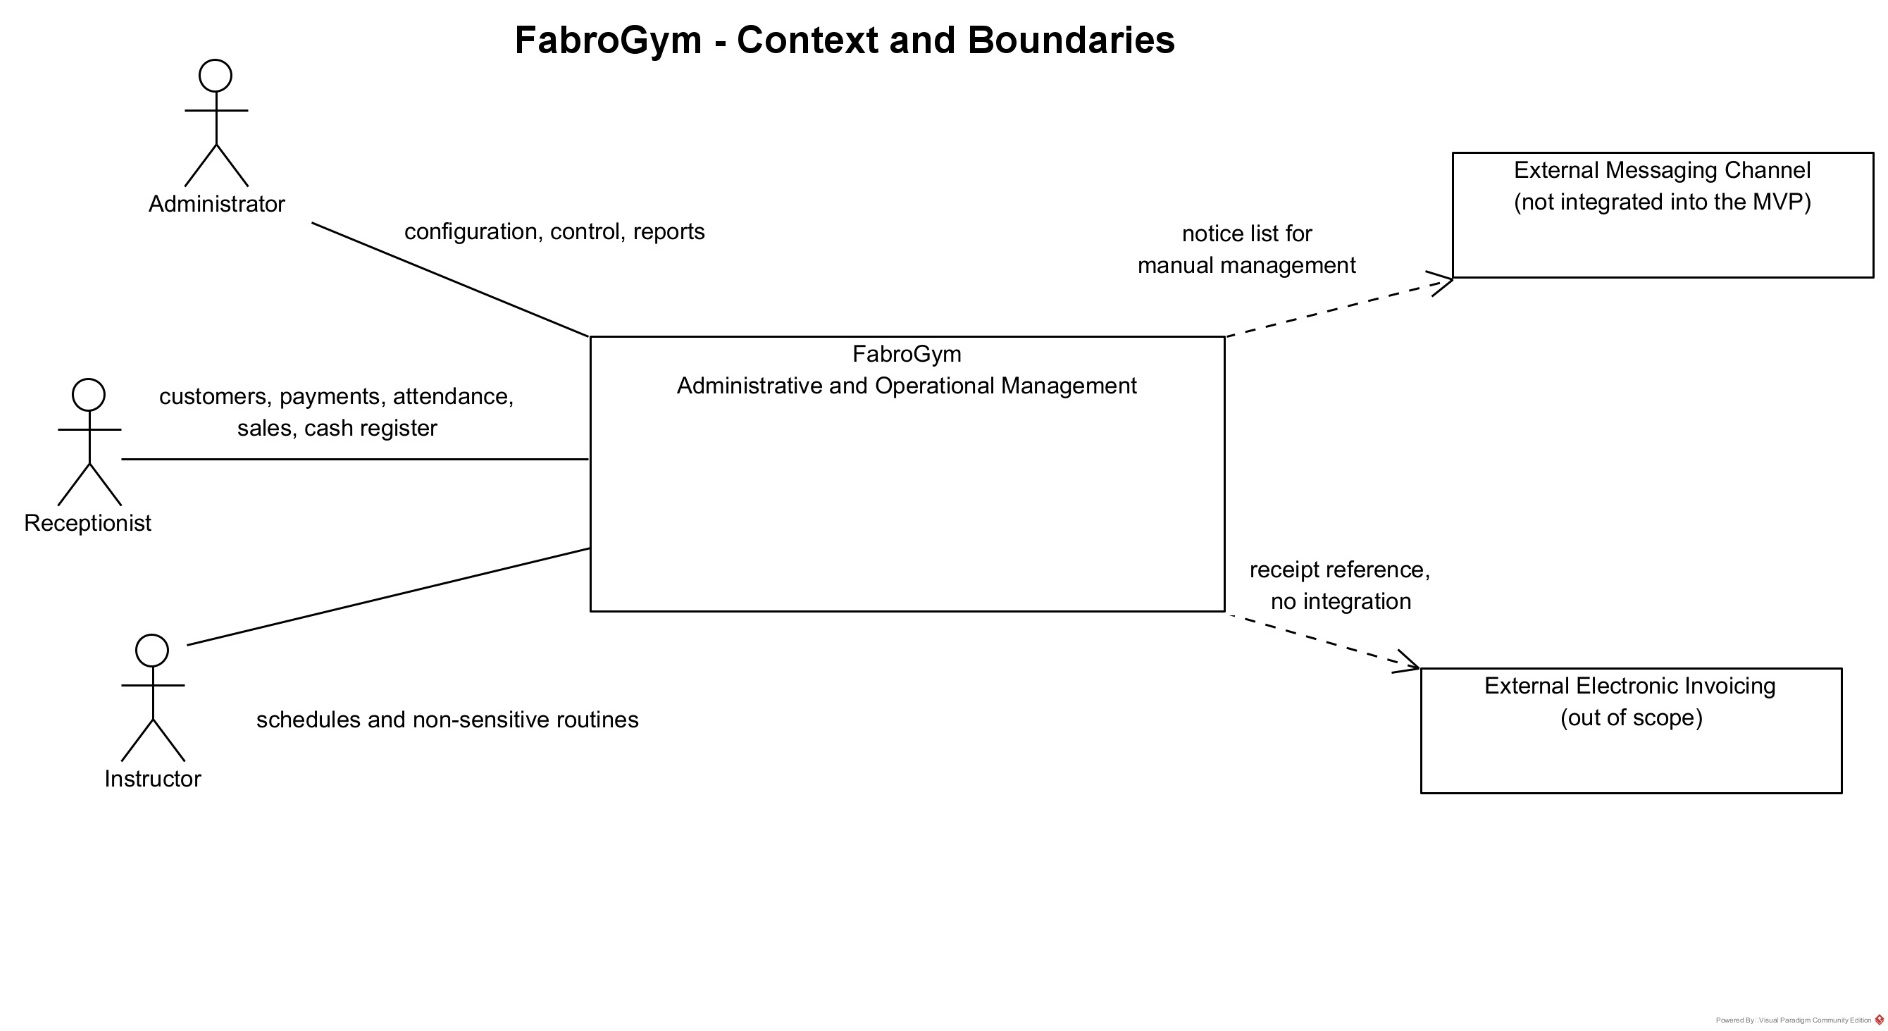 FabroGym - Context and Boundaries
Administrator
configuration, control, reports
External Messaging Channel
(not integrated into the MVP)
notice list for
manual management
FabroGym
Administrative and Operational Management
customers, payments, attendance,
sales, cash register
Receptionist
receipt reference,
no integration
External Electronic Invoicing
(out of scope)
schedules and non-sensitive routines
Instructor
Powered By: Visual Paradigm Community Edition